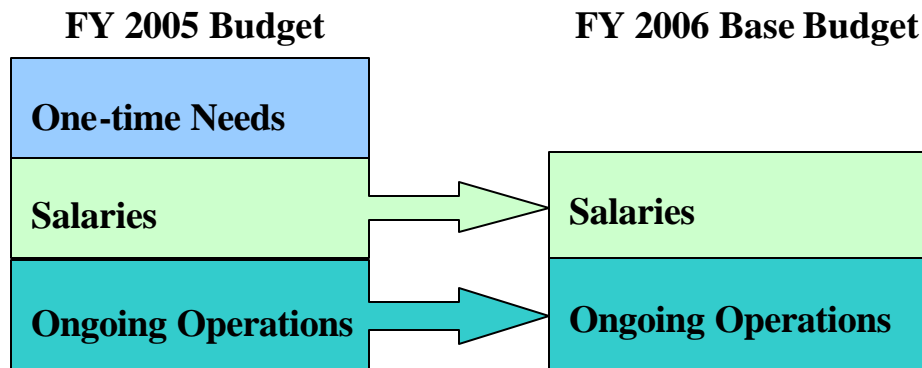 FY 2005 Budget
FY 2006 Base Budget
One-time Needs
Salaries
Salaries
Ongoing Operations
Ongoing Operations